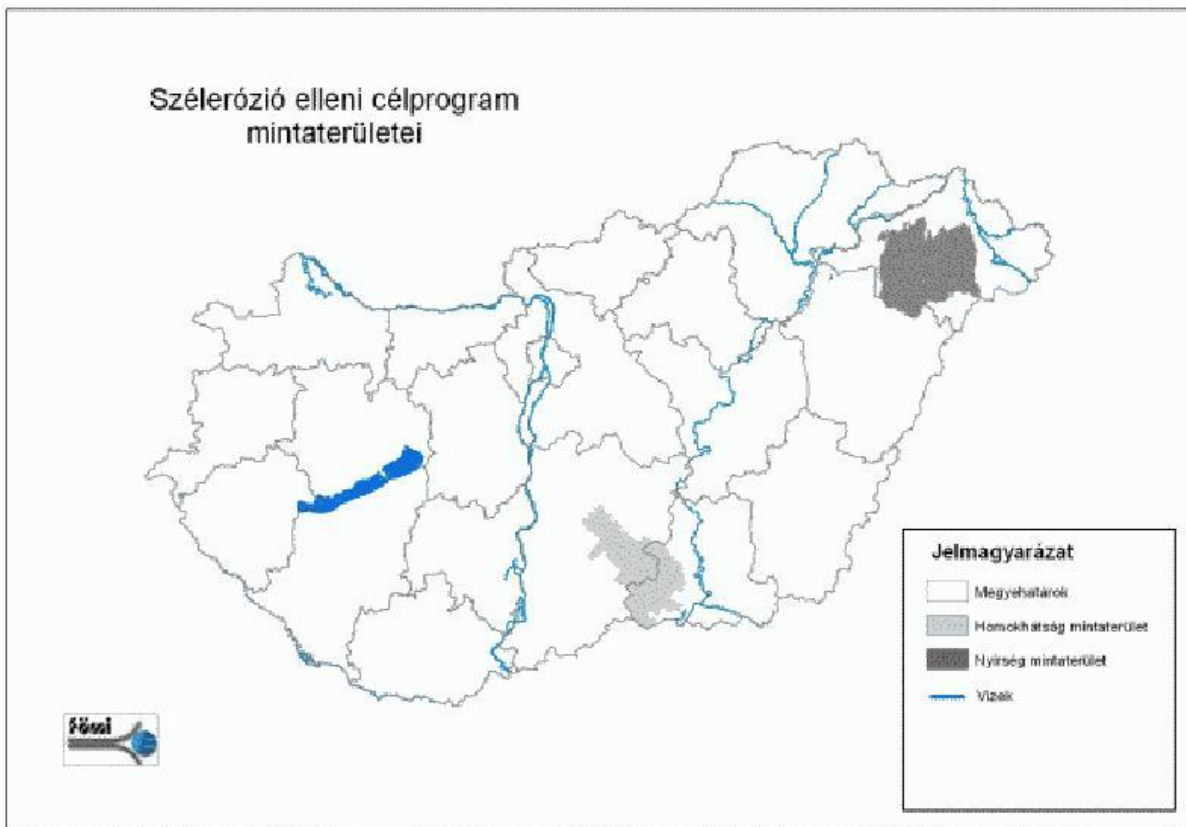 Szélerózió elleni célprogram
mintaterületei
Jelmagyarázat
Megyehatárok
Homokhátság mintaterület
Nyírség mintaterület
Vizek
Fömi